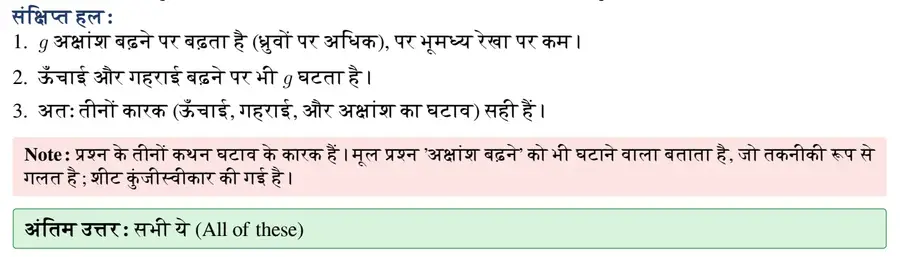 संक्षिप्त हल:
1. g अक्षांश बढ़ने पर बढ़ता है (ध्रुवों पर अधिक), पर भूमध्य रेखा पर कम।
2. ऊँचाई और गहराई बढ़ने पर भी g घटता है।
3. अतः तीनों कारक (ऊँचाई, गहराई, और अक्षांश का घटाव) सही हैं।
Note: प्रश्न के तीनों कथन घटाव के कारक हैं। मूल प्रश्न 'अक्षांश बढ़ने' को भी घटाने वाला बताता है, जो तकनीकी रूप से
गलत है; शीट कुंजीस्वीकार की गई है।
अंतिम उत्तर: सभी ये (All of these)